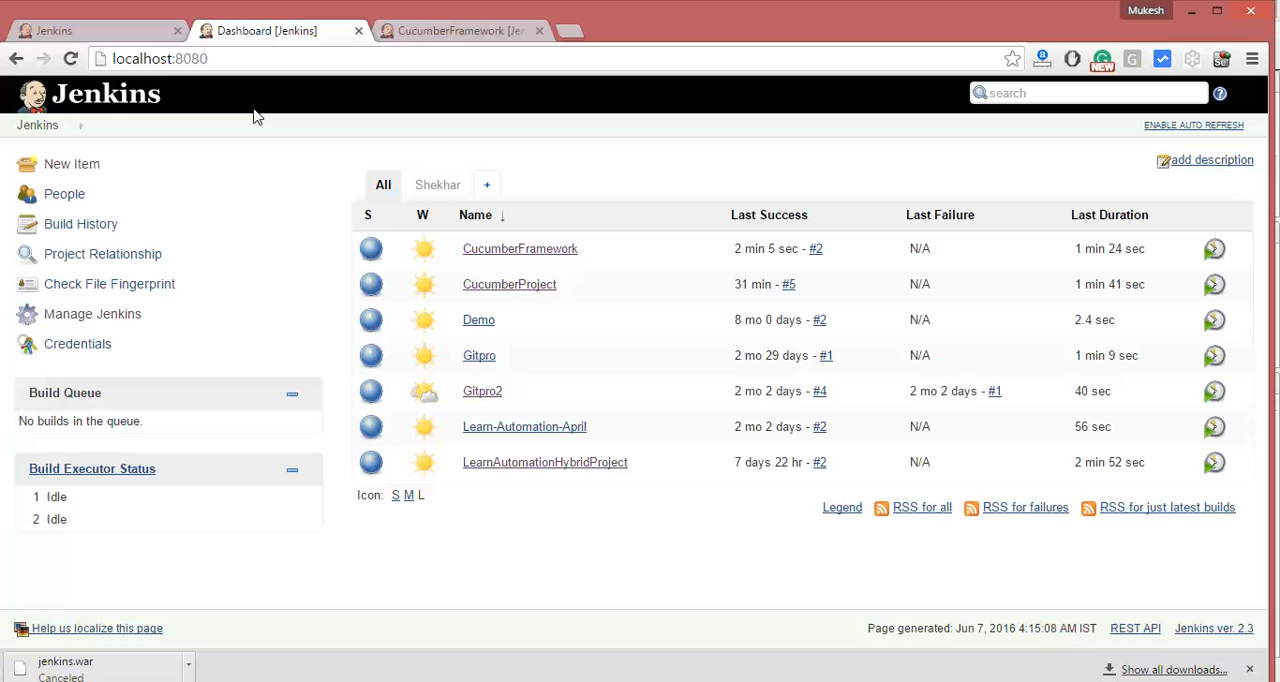 Mukesh
Jenkins
Dashboard [Jenkins]
CucumberFramework [Jen
localhost:8080
NEW
G
Jenkins
search
Jenkins
ENABLE AUTO REFRESH
add description
New Item
People
Build History
Project Relationship
Check File Fingerprint
Manage Jenkins
Credentials
Build Queue
No builds in the queue.
Build Executor Status
1 Idle
2 Idle
All Shekhar +
S W Name ↓ Last Success Last Failure Last Duration
CucumberFramework 2 min 5 sec - #2 N/A 1 min 24 sec
CucumberProject 31 min - #5 N/A 1 min 41 sec
Demo 8 mo 0 days - #2 N/A 2.4 sec
Gitpro 2 mo 29 days - #1 N/A 1 min 9 sec
Gitpro2 2 mo 2 days - #4 2 mo 2 days - #1 40 sec
Learn-Automation-April 2 mo 2 days - #2 N/A 56 sec
LearnAutomationHybridProject 7 days 22 hr - #2 N/A 2 min 52 sec
Icon: S M L
Legend RSS for all RSS for failures RSS for just latest builds
Help us localize this page
Page generated: Jun 7, 2016 4:15:08 AM IST REST API Jenkins ver. 2.3
jenkins.war
Canceled
Show all downloads...